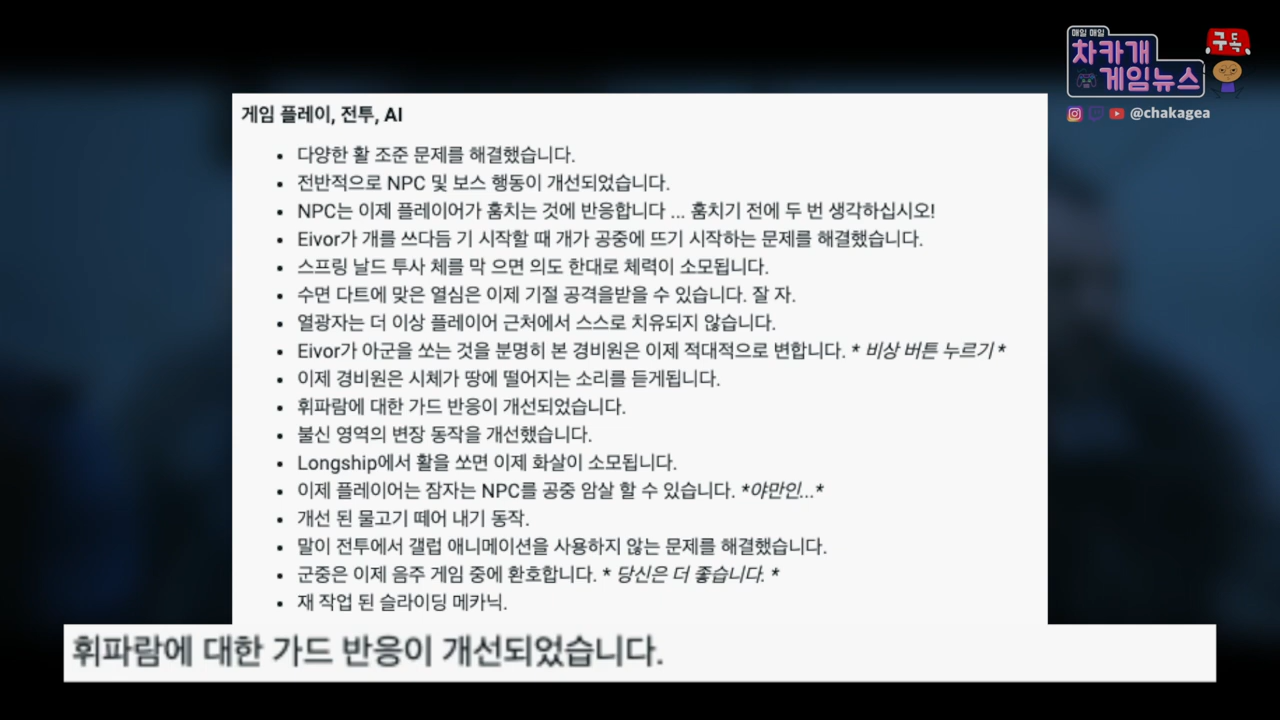 매일 매일
차카개
게임뉴스
구독
@chakagea
게임 플레이, 전투, AI
• 다양한 활 조준 문제를 해결했습니다.
• 전반적으로 NPC 및 보스 행동이 개선되었습니다.
• NPC는 이제 플레이어가 훔치는 것에 반응합니다 ... 훔치기 전에 두 번 생각하십시오!
• Eivor가 개를 쓰다듬 기 시작할 때 개가 공중에 뜨기 시작하는 문제를 해결했습니다.
• 스프링 날드 투사 체를 막 으면 의도 한대로 체력이 소모됩니다.
• 수면 다트에 맞은 열심은 이제 기절 공격을받을 수 있습니다. 잘 자.
• 열광자는 더 이상 플레이어 근처에서 스스로 치유되지 않습니다.
• Eivor가 아군을 쏘는 것을 분명히 본 경비원은 이제 적대적으로 변합니다. * 비상 버튼 누르기 *
• 이제 경비원은 시체가 땅에 떨어지는 소리를 듣게됩니다.
• 휘파람에 대한 가드 반응이 개선되었습니다.
• 불신 영역의 변장 동작을 개선했습니다.
• Longship에서 활을 쏘면 이제 화살이 소모됩니다.
• 이제 플레이어는 잠자는 NPC를 공중 암살 할 수 있습니다. *야만인...*
• 개선 된 물고기 떼어 내기 동작.
• 말이 전투에서 갤럽 애니메이션을 사용하지 않는 문제를 해결했습니다.
• 군중은 이제 음주 게임 중에 환호합니다. * 당신은 더 좋습니다. *
• 재 작업 된 슬라이딩 메카닉.
휘파람에 대한 가드 반응이 개선되었습니다.